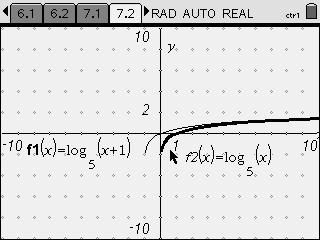 6.1 6.2 7.1 7.2 RAD AUTO REAL
10 y
2
-10 f1(x)=log5(x+1) 1 f2(x)=log5(x) 10
-10